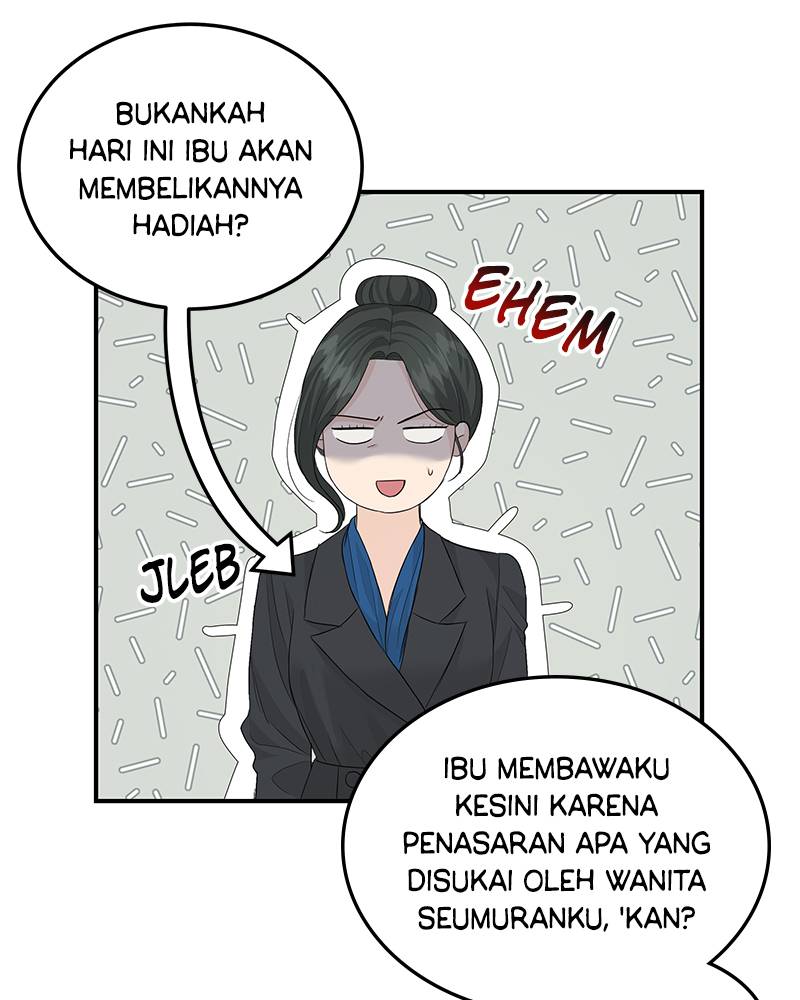 BUKANKAH
HARI INI IBU AKAN
MEMBELIKANNYA
HADIAH?
EHEM
JLEB
IBU MEMBAWAKU
KESINI KARENA
PENASARAN APA YANG
DISUKAI OLEH WANITA
SEUMURANKU, 'KAN?